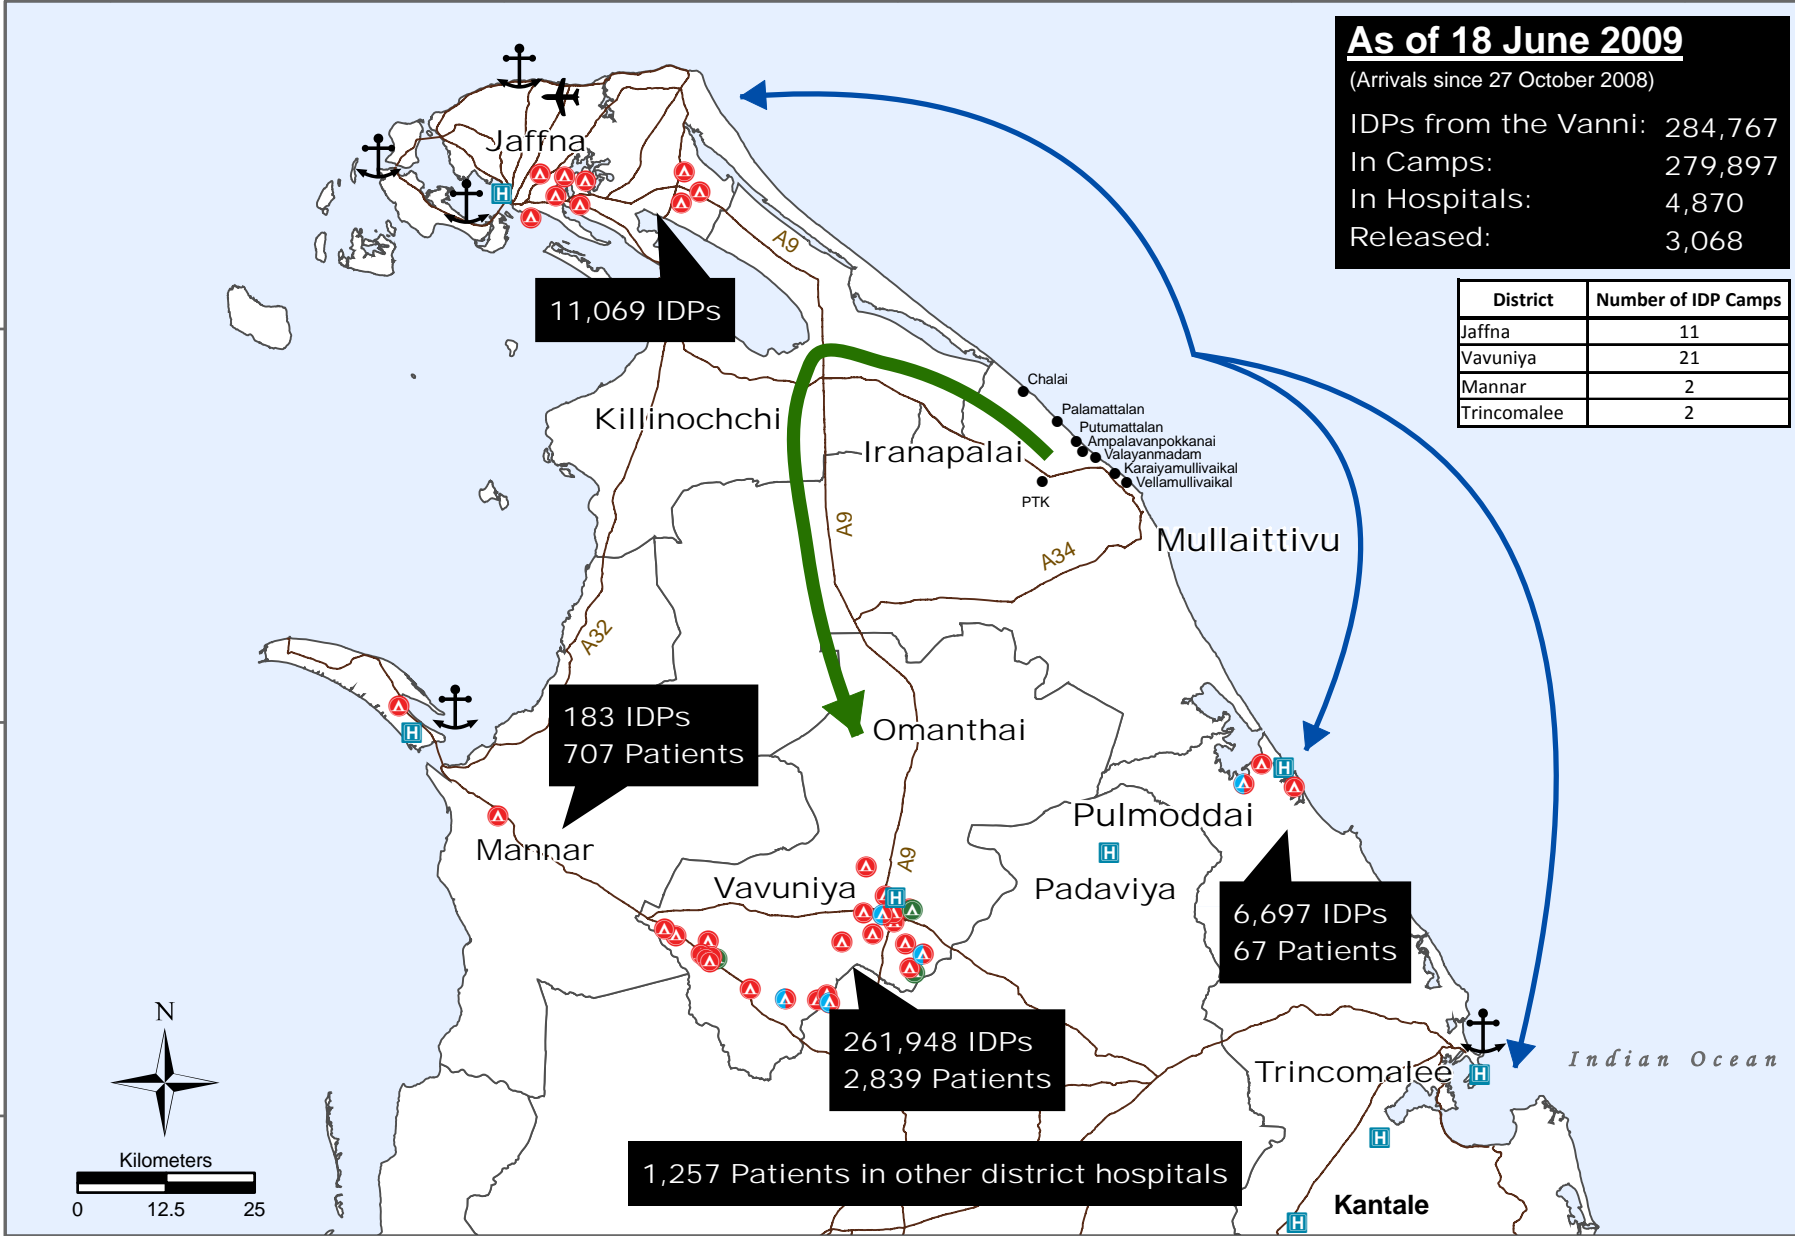 As of 18 June 2009
(Arrivals since 27 October 2008)
IDPs from the Vanni: 284,767
In Camps: 279,897
In Hospitals: 4,870
Released: 3,068
District Number of IDP Camps
Jaffna 11
Vavuniya 21
Mannar 2
Trincomalee 2
Jaffna
H
A9
11,069 IDPs
Chalai
Palamattalan
Putumattalan
Ampalavanpokkanai
Valayanmadam
Karaiyamullivaikal
Vellamullivaikal
Killinochchi
Iranapalai
PTK
A9
Mullaittivu
A34
A32
183 IDPs
707 Patients
H
Omanthai
H
Pulmoddai
Mannar
H
A9
Vavuniya
H
Padaviya
6,697 IDPs
67 Patients
261,948 IDPs
2,839 Patients
Trincomalee
H
Indian Ocean
H
1,257 Patients in other district hospitals
Kantale
H
N
Kilometers
0 12.5 25